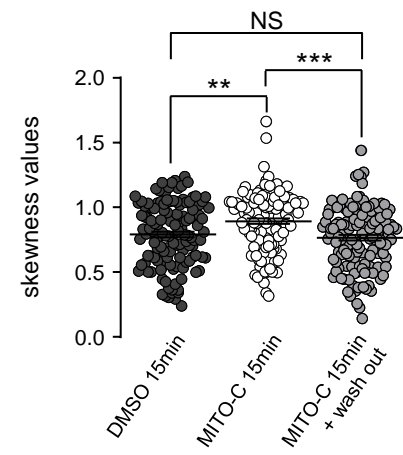 NS
***
**
2.0
1.5
1.0
0.5
0.0
skewness values
DMSO 15min
MITO-C 15min
MITO-C 15min
+ wash out